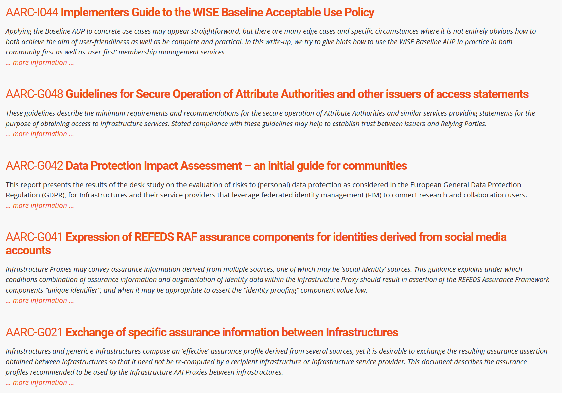 AARC-I044 Implementers Guide to the WISE Baseline Acceptable Use Policy
Applying the Baseline AUP to concrete use cases may appear straightforward, but there are many edge cases and specific circumstances where it is not entirely obvious how to
both achieve the aim of user-friendliness as well as be complete and practical. In this write-up, we try to give hints how to use the WISE Baseline AUP in practice in both
community-first as well as 'user first' membership management services
... more information ...
AARC-G048 Guidelines for Secure Operation of Attribute Authorities and other issuers of access statements
These guidelines describe the minimum requirements and recommendations for the secure operation of Attribute Authorities and similar services providing statements for the
purpose of obtaining access to infrastructure services. Stated compliance with these guidelines may help to establish trust between issuers and Relying Parties.
... more information ...
AARC-G042 Data Protection Impact Assessment – an initial guide for communities
This report presents the results of the desk study on the evaluation of risks to (personal) data protection as considered in the European General Data Protection
Regulation (GDPR), for Infrastructures and their service providers that leverage federated identity management (FIM) to connect research and collaboration users.
... more information ...
AARC-G041 Expression of REFEDS RAF assurance components for identities derived from social media
accounts
Infrastructure Proxies may convey assurance information derived from multiple sources, one of which may be 'social identity' sources. This guidance explains under which
conditions combination of assurance information and augmentation of identity data within the Infrastructure Proxy should result in assertion of the REFEDS Assurance Framework
components "unique identifier", and when it may be appropriate to assert the "identity proofing" component value low.
... more information ...
AARC-G021 Exchange of specific assurance information between Infrastructures
Infrastructures and generic e-Infrastructures compose an 'effective' assurance profile derived from several sources, yet it is desirable to exchange the resulting assurance assertion
obtained between Infrastructures so that it need not be re-computed by a recipient Infrastructure or Infrastructure service provider. This document describes the assurance
profiles recommended to be used by the Infrastructure AAI Proxies between infrastructures.
... more information ...